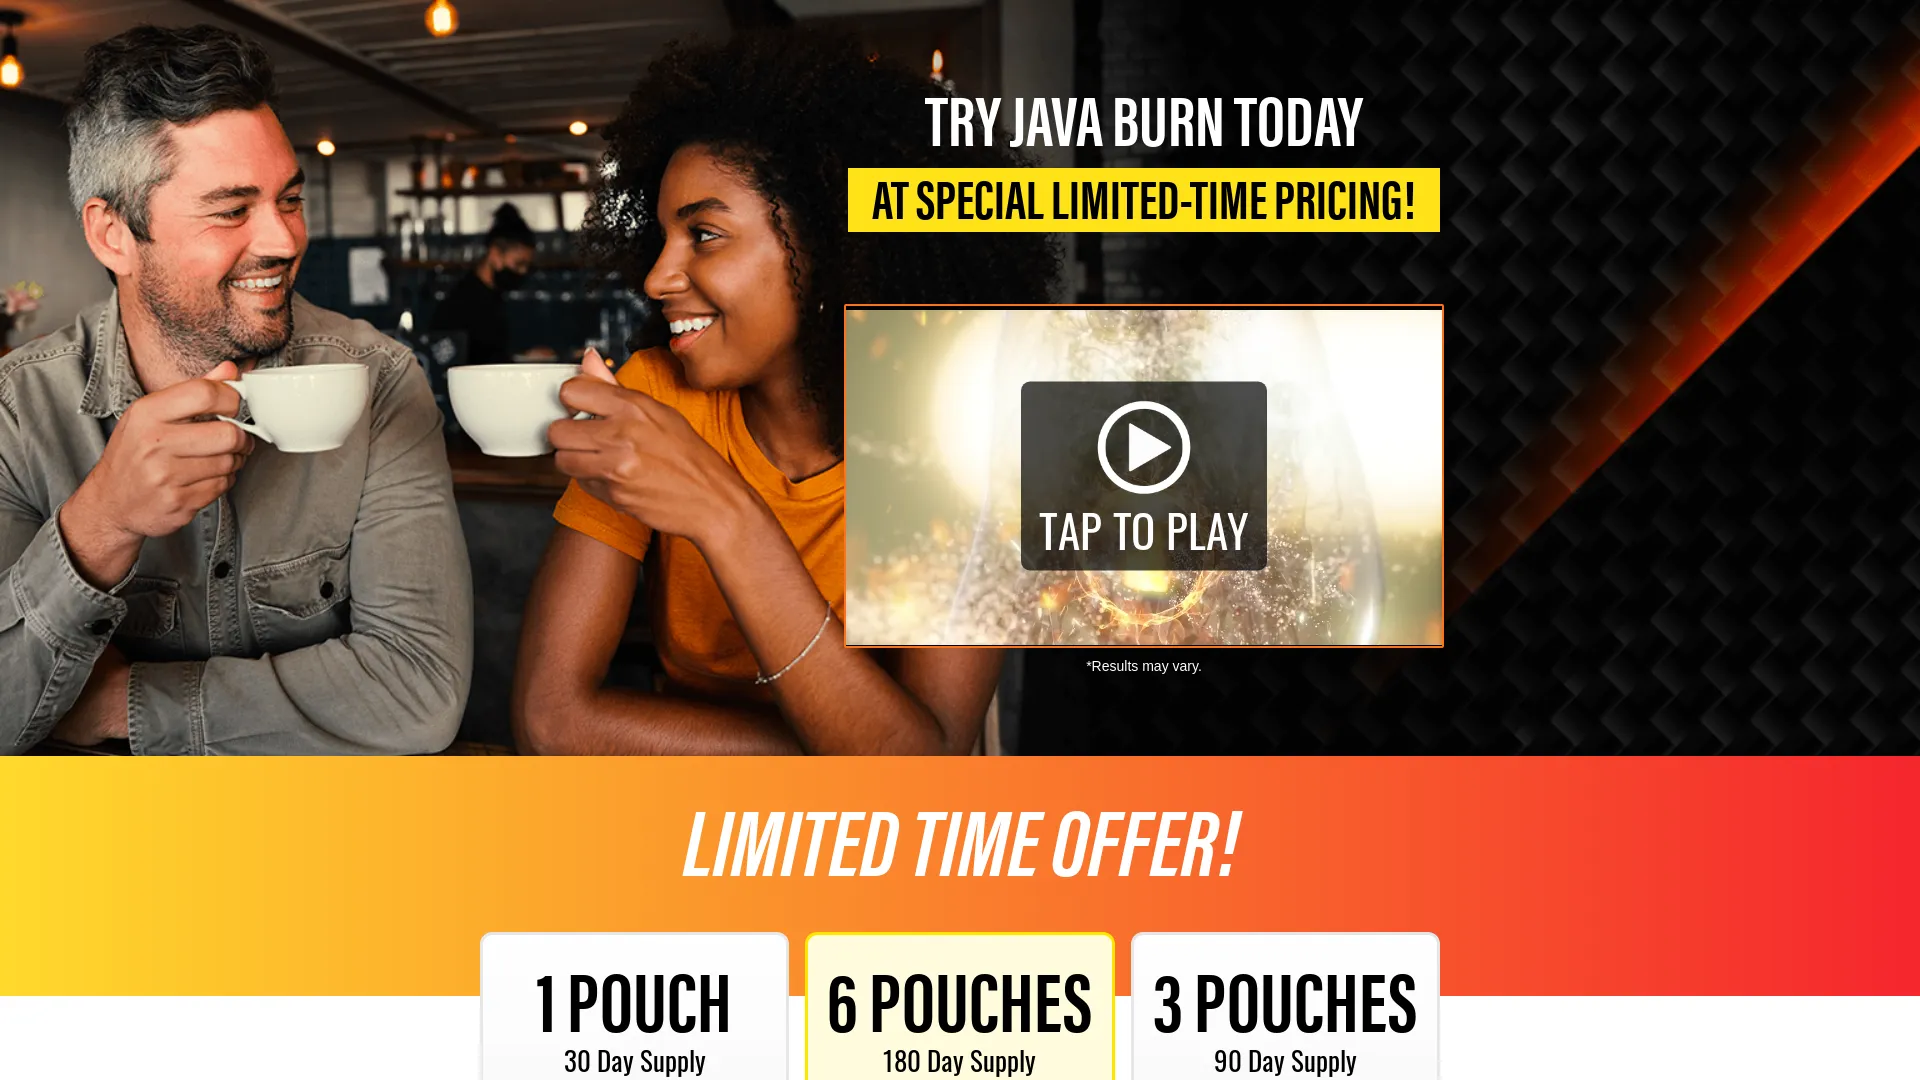 TRY JAVA BURN TODAY
AT SPECIAL LIMITED-TIME PRICING!
TAP TO PLAY
*Results may vary.
LIMITED TIME OFFER!
1 POUCH
30 Day Supply
6 POUCHES
180 Day Supply
3 POUCHES
90 Day Supply